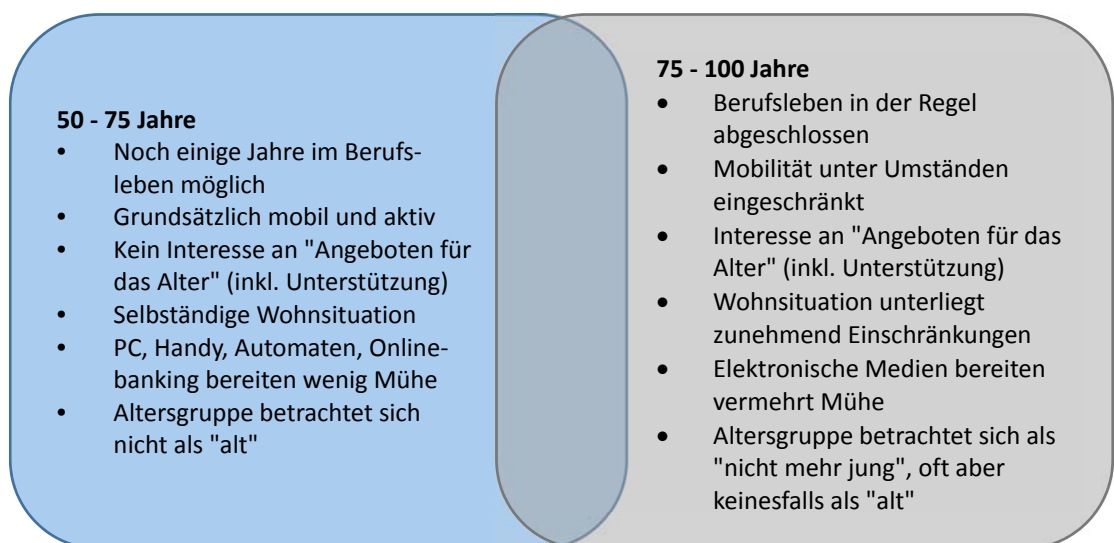 50 - 75 Jahre
• Noch einige Jahre im Berufs-
leben möglich
• Grundsätzlich mobil und aktiv
• Kein Interesse an "Angeboten für
das Alter" (inkl. Unterstützung)
• Selbständige Wohnsituation
• PC, Handy, Automaten, Online-
banking bereiten wenig Mühe
• Altersgruppe betrachtet sich
nicht als "alt"
75 - 100 Jahre
• Berufsleben in der Regel
abgeschlossen
• Mobilität unter Umständen
eingeschränkt
• Interesse an "Angeboten für das
Alter" (inkl. Unterstützung)
• Wohnsituation unterliegt
zunehmend Einschränkungen
• Elektronische Medien bereiten
vermehrt Mühe
• Altersgruppe betrachtet sich als
"nicht mehr jung", oft aber
keinesfalls als "alt"